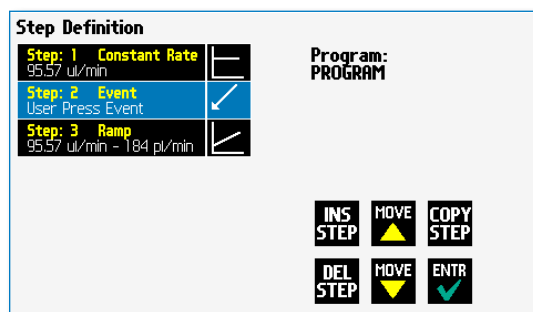 Step Definition
Step: 1 Constant Rate
95.57 ul/min
Step: 2 Event
User Press Event
Step: 3 Ramp
95.57 ul/min - 184 pl/min
Program:
PROGRAM
INS
STEP
MOVE
COPY
STEP
DEL
STEP
MOVE
ENTR